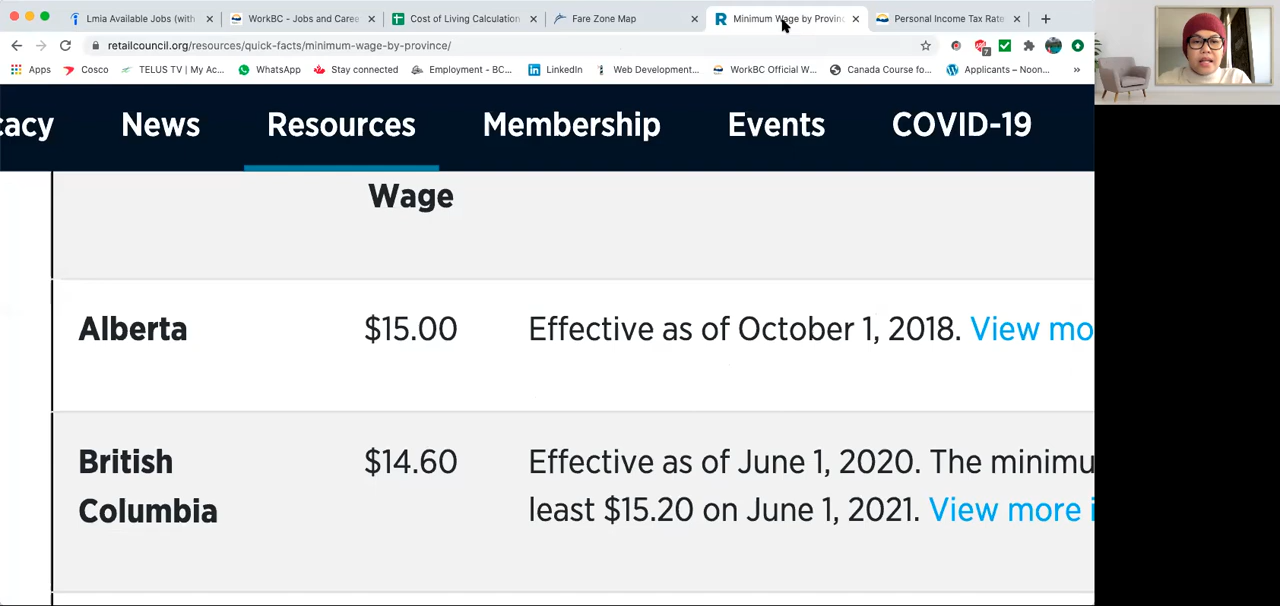 Lmia Available Jobs (with
WorkBC - Jobs and Caree
Cost of Living Calculation
Fare Zone Map
Minimum Wage by Provin
Personal Income Tax Rate
retailcouncil.org/resources/quick-facts/minimum-wage-by-province/
7
Apps
Cosco
TELUS TV | My Ac...
WhatsApp
Stay connected
Employment - BC...
LinkedIn
Web Development...
WorkBC Official W...
Canada Course fo...
Applicants – Noon...
cacy
News
Resources
Membership
Events
COVID-19
Wage
Alberta
$15.00
Effective as of October 1, 2018. View mo
British
Columbia
$14.60
Effective as of June 1, 2020. The minimu
least $15.20 on June 1, 2021. View more i